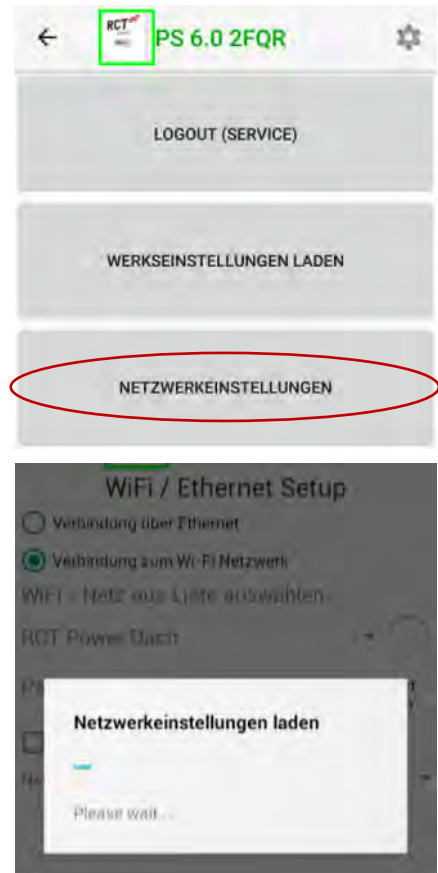 RCT
PS 6.0 2FQR
LOGOUT (SERVICE)
WERKSEINSTELLUNGEN LADEN
NETZWERKEINSTELLUNGEN
WiFi / Ethernet Setup
Verbindung über Ethernet
Verbindung zum Wi-Fi Netzwerk
WiFi - Netz aus Liste auswählen
RCT Power Dach
Netzwerkeinstellungen laden
Please wait...